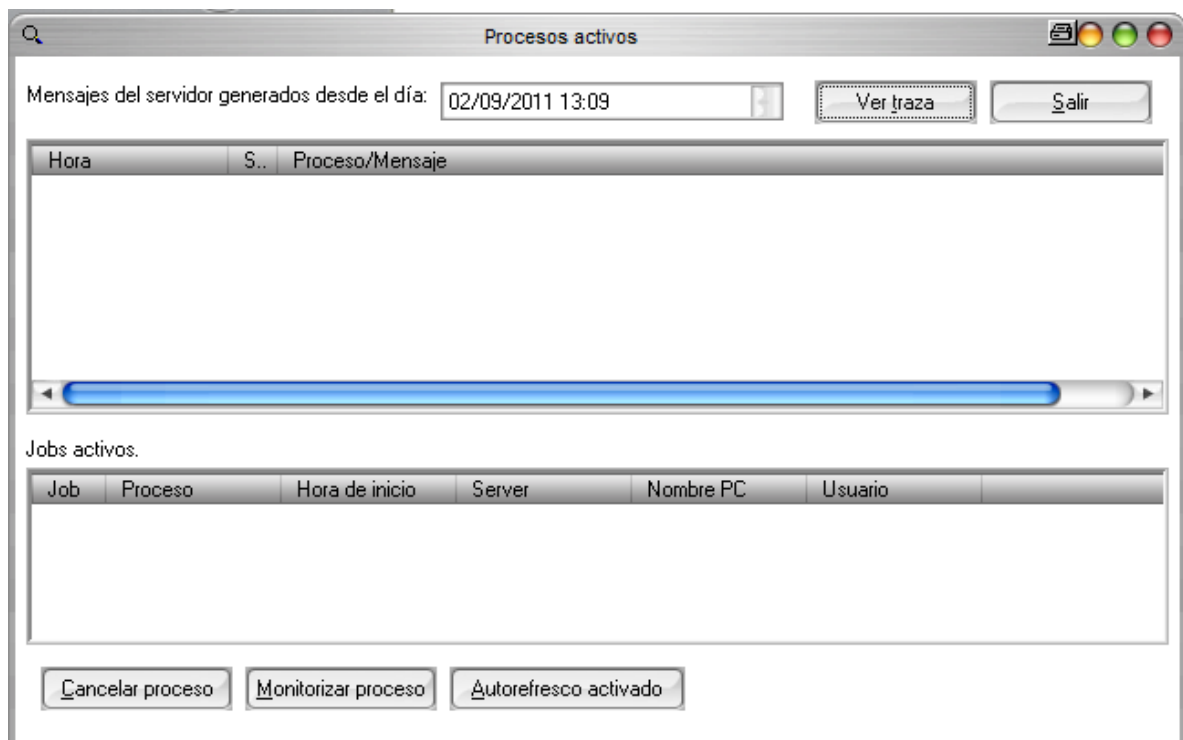 Procesos activos
Mensajes del servidor generados desde el día: 02/09/2011 13:09 Ver traza Salir
Hora S.. Proceso/Mensaje
Jobs activos.
Job Proceso Hora de inicio Server Nombre PC Usuario
Cancelar proceso Monitorizar proceso Autorefresco activado